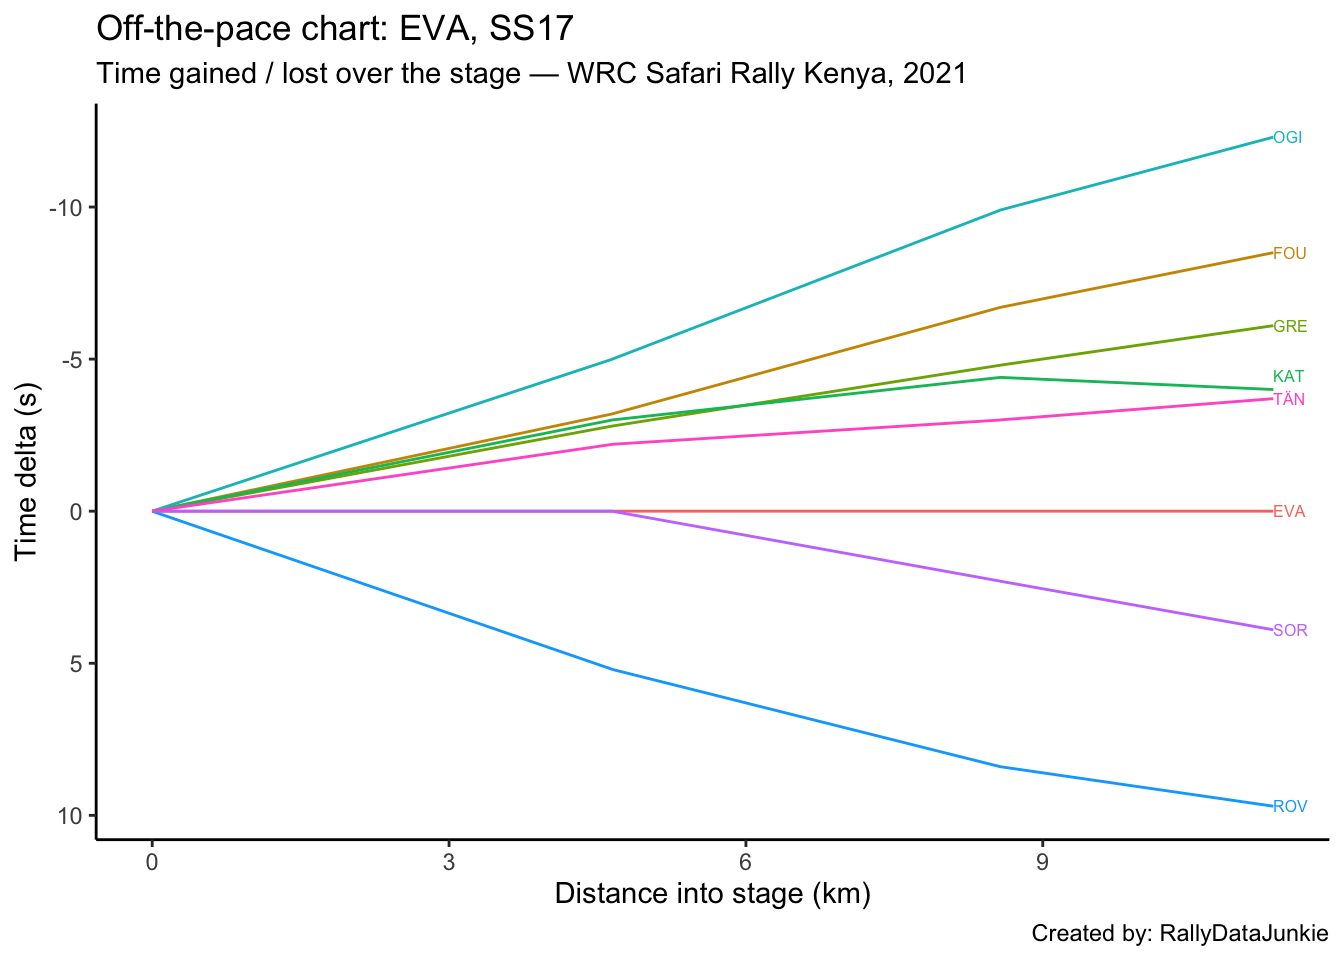 Off-the-pace chart: EVA, SS17
Time gained / lost over the stage — WRC Safari Rally Kenya, 2021
OGI
-10
FOU
GRE
-5
KAT
TÄN
Time delta (s)
0
EVA
SOR
5
ROV
10
0 3 6 9
Distance into stage (km)
Created by: RallyDataJunkie